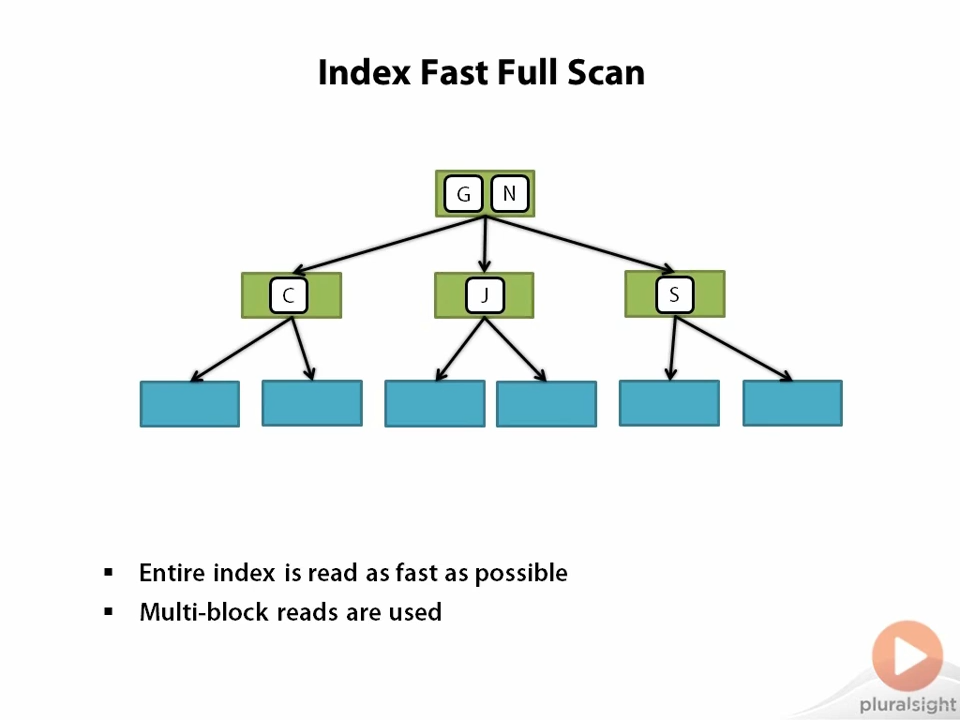 Index Fast Full Scan
G N
C J S
▪ Entire index is read as fast as possible
▪ Multi-block reads are used
pluralsight